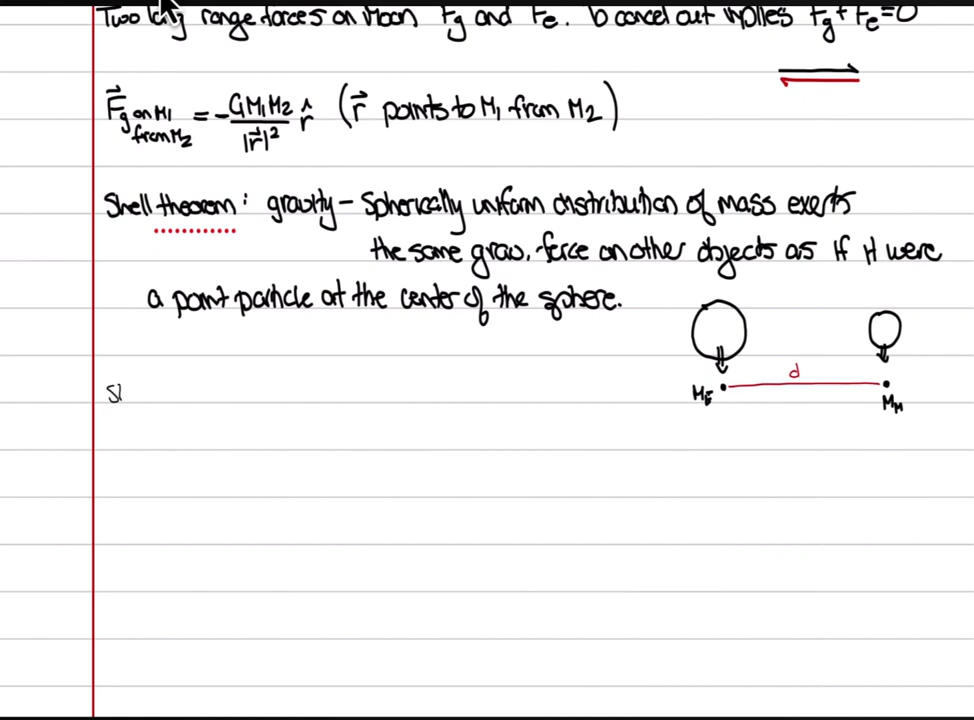 Two long range forces on Moon Fg and Fe. To cancel out implies Fg + Fe = 0
F⃗g on M1 from M2 = - GM1M2 / |r⃗|² r̂ (r⃗ points to M1 from M2)
Shell theorem: gravity - Spherically uniform distribution of mass exerts
the same grav. force on other objects as if it were
a point particle at the center of the sphere.
d
ME
MM